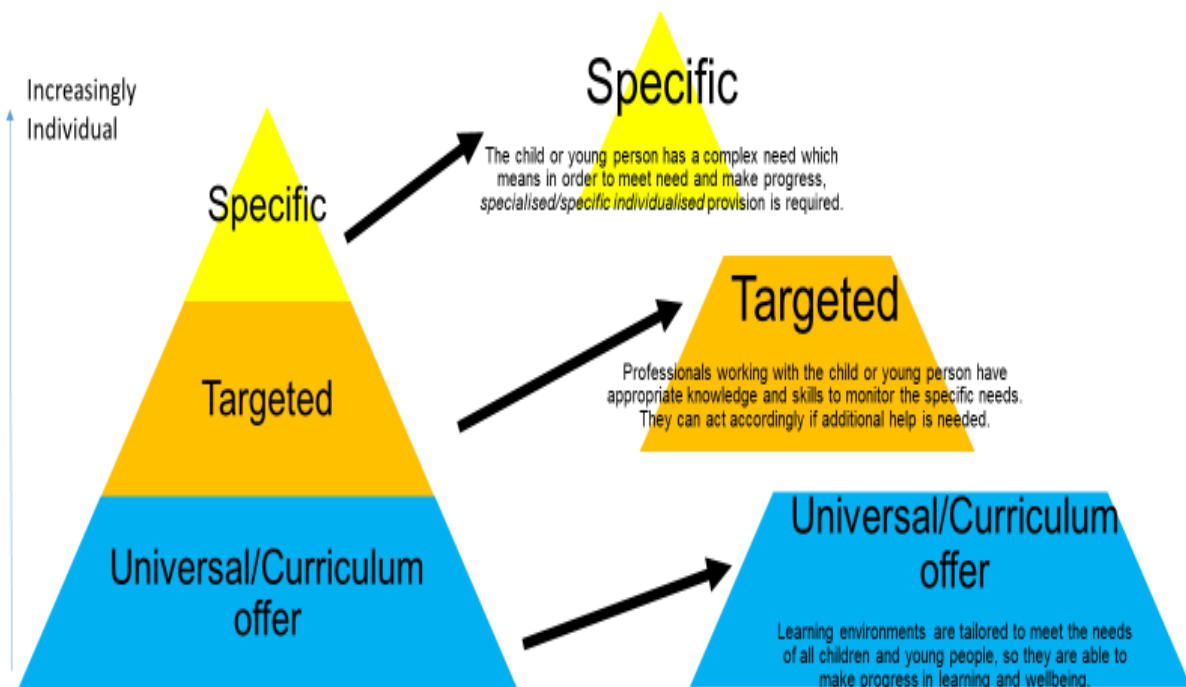 Increasingly
Individual
Specific
Targeted
Universal/Curriculum
offer
Specific
The child or young person has a complex need which
means in order to meet need and make progress,
specialised/specific individualised provision is required.
Targeted
Professionals working with the child or young person have
appropriate knowledge and skills to monitor the specific needs.
They can act accordingly if additional help is needed.
Universal/Curriculum
offer
Learning environments are tailored to meet the needs
of all children and young people, so they are able to
make progress in learning and wellbeing.